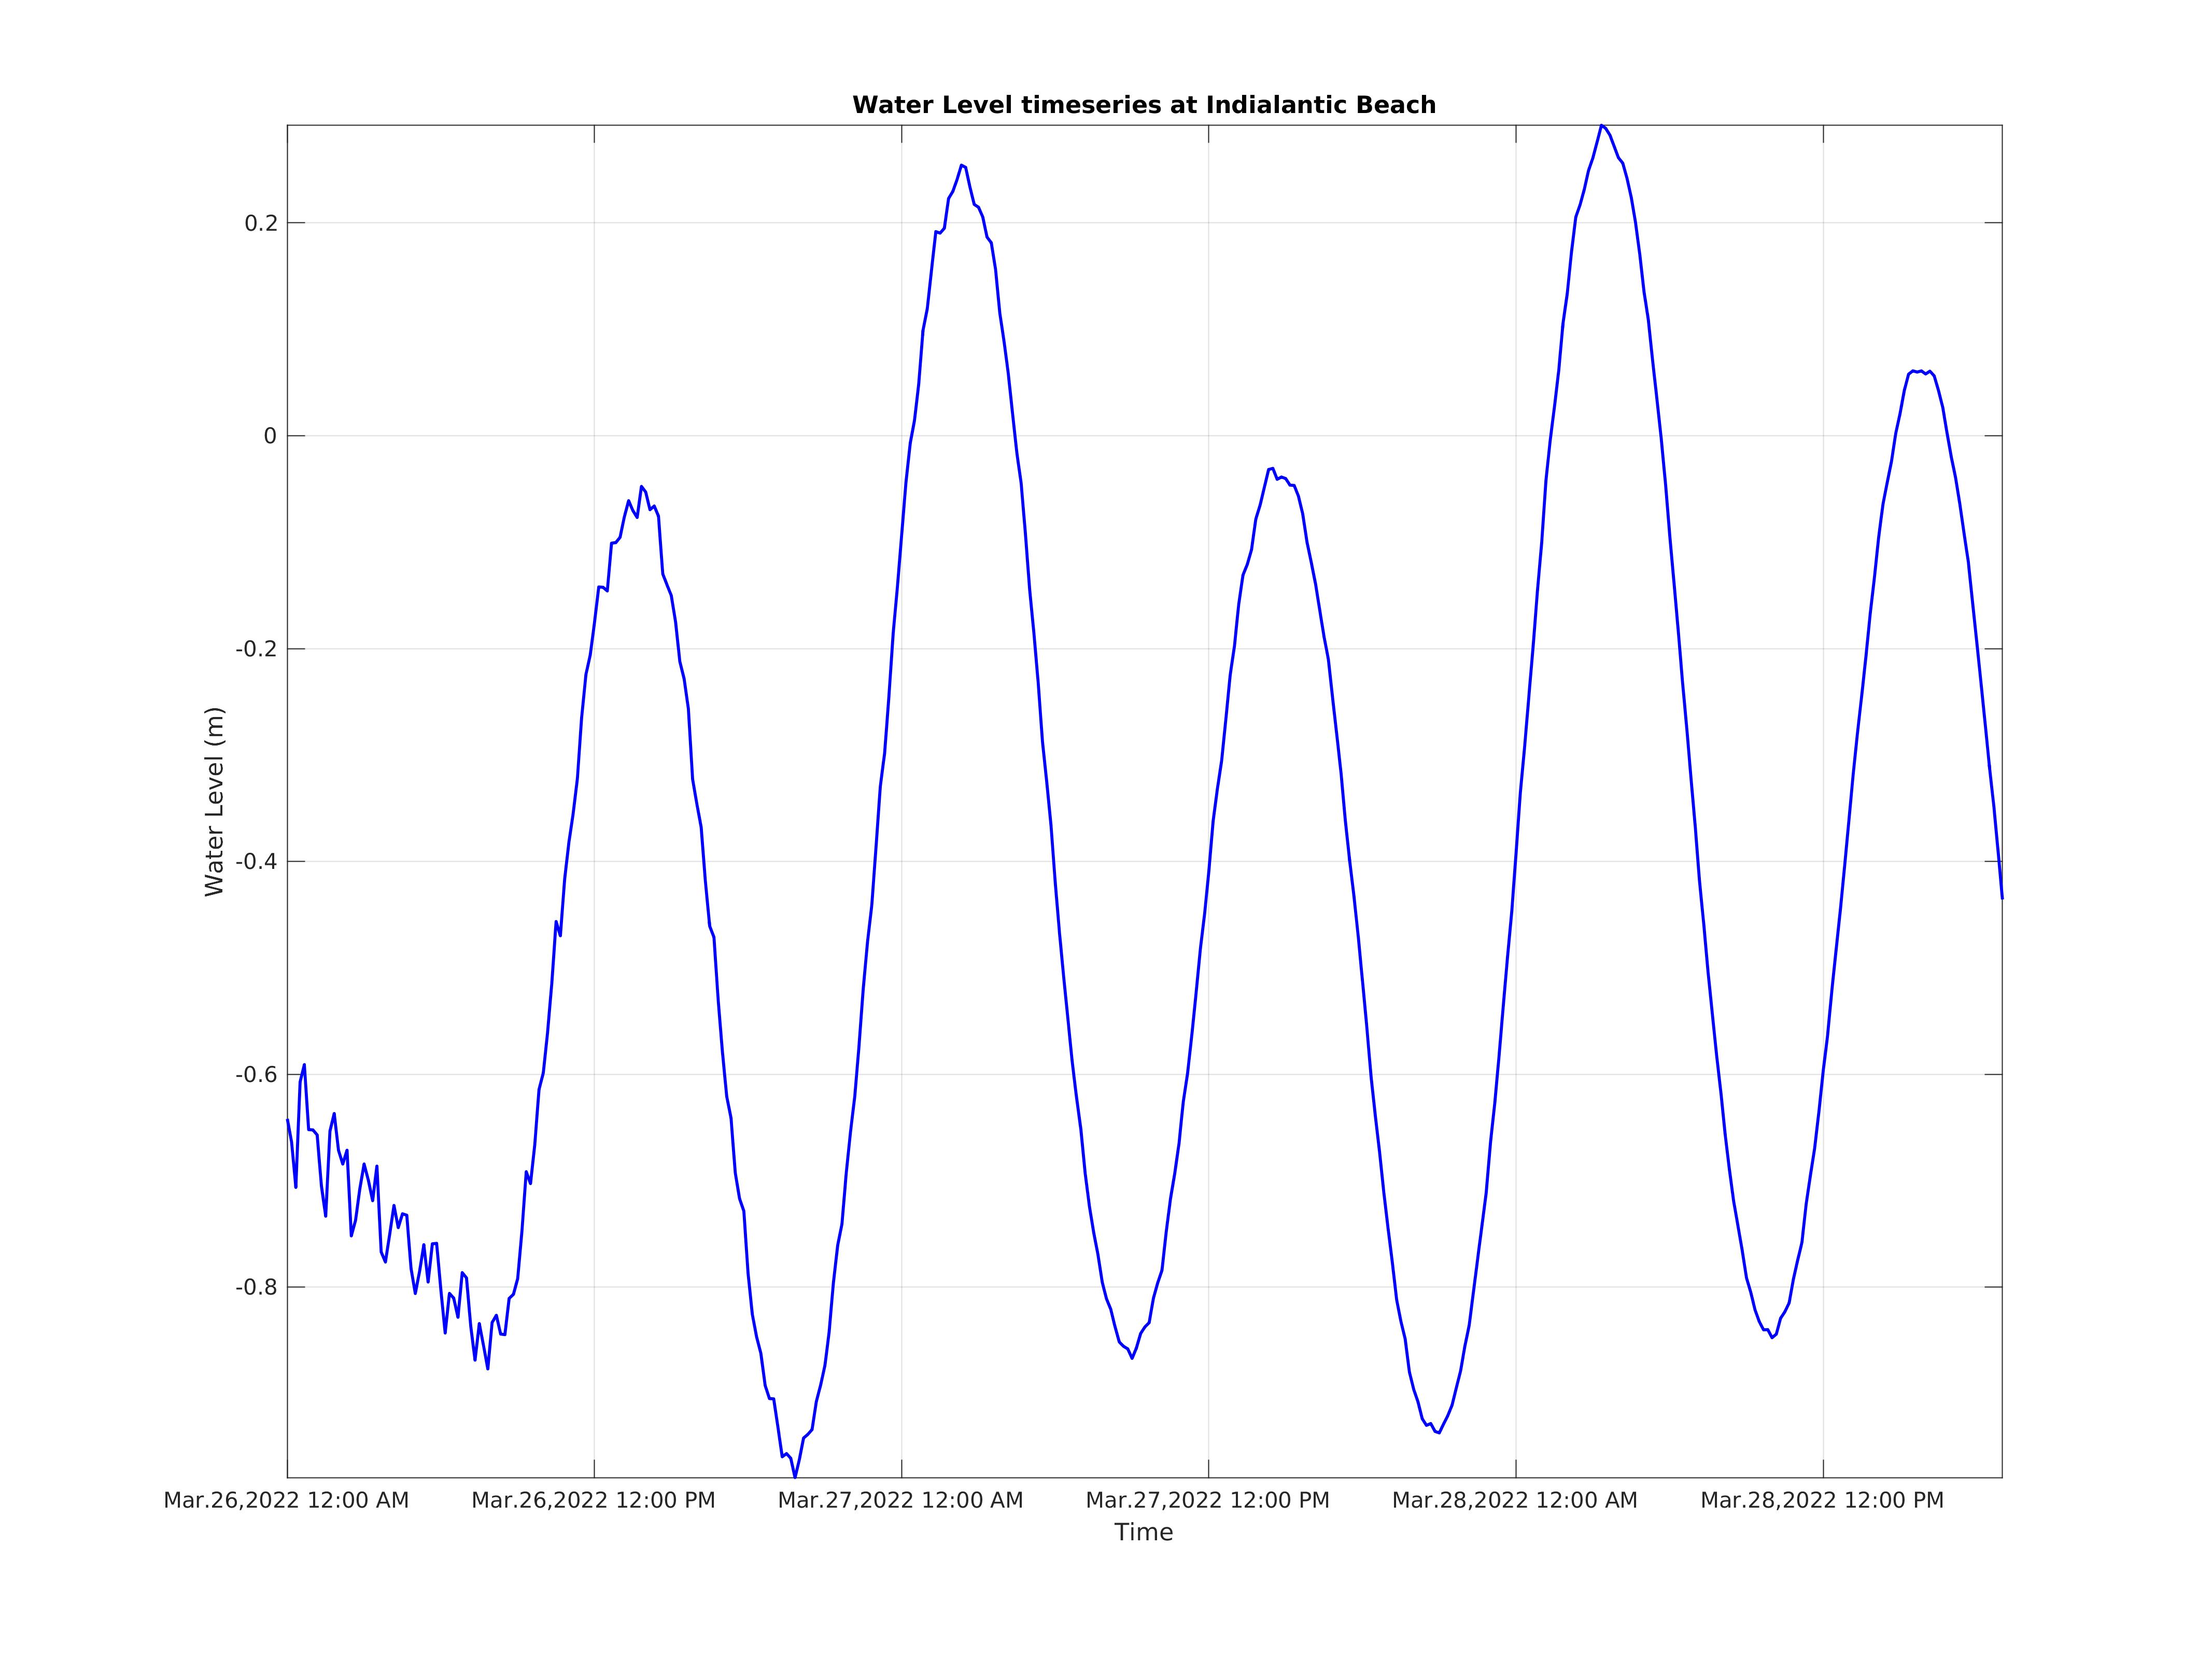 Water Level timeseries at Indialantic Beach
0.2
0
-0.2
-0.4
-0.6
-0.8
Water Level (m)
Mar.26,2022 12:00 AM
Mar.26,2022 12:00 PM
Mar.27,2022 12:00 AM
Mar.27,2022 12:00 PM
Mar.28,2022 12:00 AM
Mar.28,2022 12:00 PM
Time